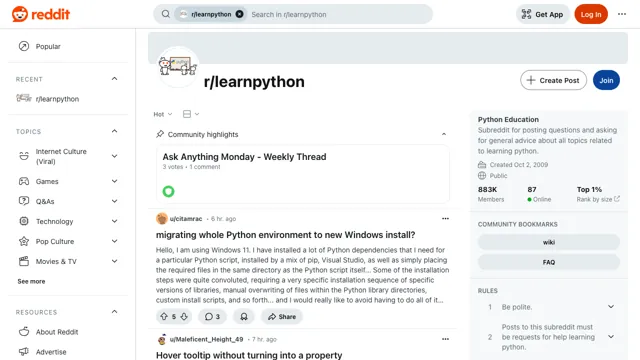 reddit
r/learnpython
Search in r/learnpython
Get App
Log In
Popular
RECENT
r/learnpython
TOPICS
Internet Culture
(Viral)
Games
Q&As
Technology
Pop Culture
Movies & TV
See more
RESOURCES
About Reddit
Advertise
r/learnpython
Create Post
Join
Hot
Community highlights
Ask Anything Monday - Weekly Thread
3 votes • 1 comment
u/citamrac • 6 hr. ago
migrating whole Python environment to new Windows install?
Hello, I am using Windows 11. I have installed a lot of Python dependencies that I need for
a particular Python script, installed by a mix of pip, Visual Studio, as well as simply placing
the required files in the same directory as the Python script itself... Some of the installation
steps were quite convoluted, requiring a very specific installation sequence of specific
versions of libraries, manual overwriting of files within the Python library directories,
custom install scripts, and so forth... and I would really like to avoid having to do all of it...
5
3
Share
u/Maleficent_Height_49 • 7 hr. ago
Hover tooltip without turning into a property
Python Education
Subreddit for posting questions and asking
for general advice about all topics related
to learning python.
Created Oct 2, 2009
Public
883K 87 Top 1%
Members Online Rank by size
COMMUNITY BOOKMARKS
wiki
FAQ
RULES
1 Be polite.
Posts to this subreddit must
2 be requests for help learning
python.